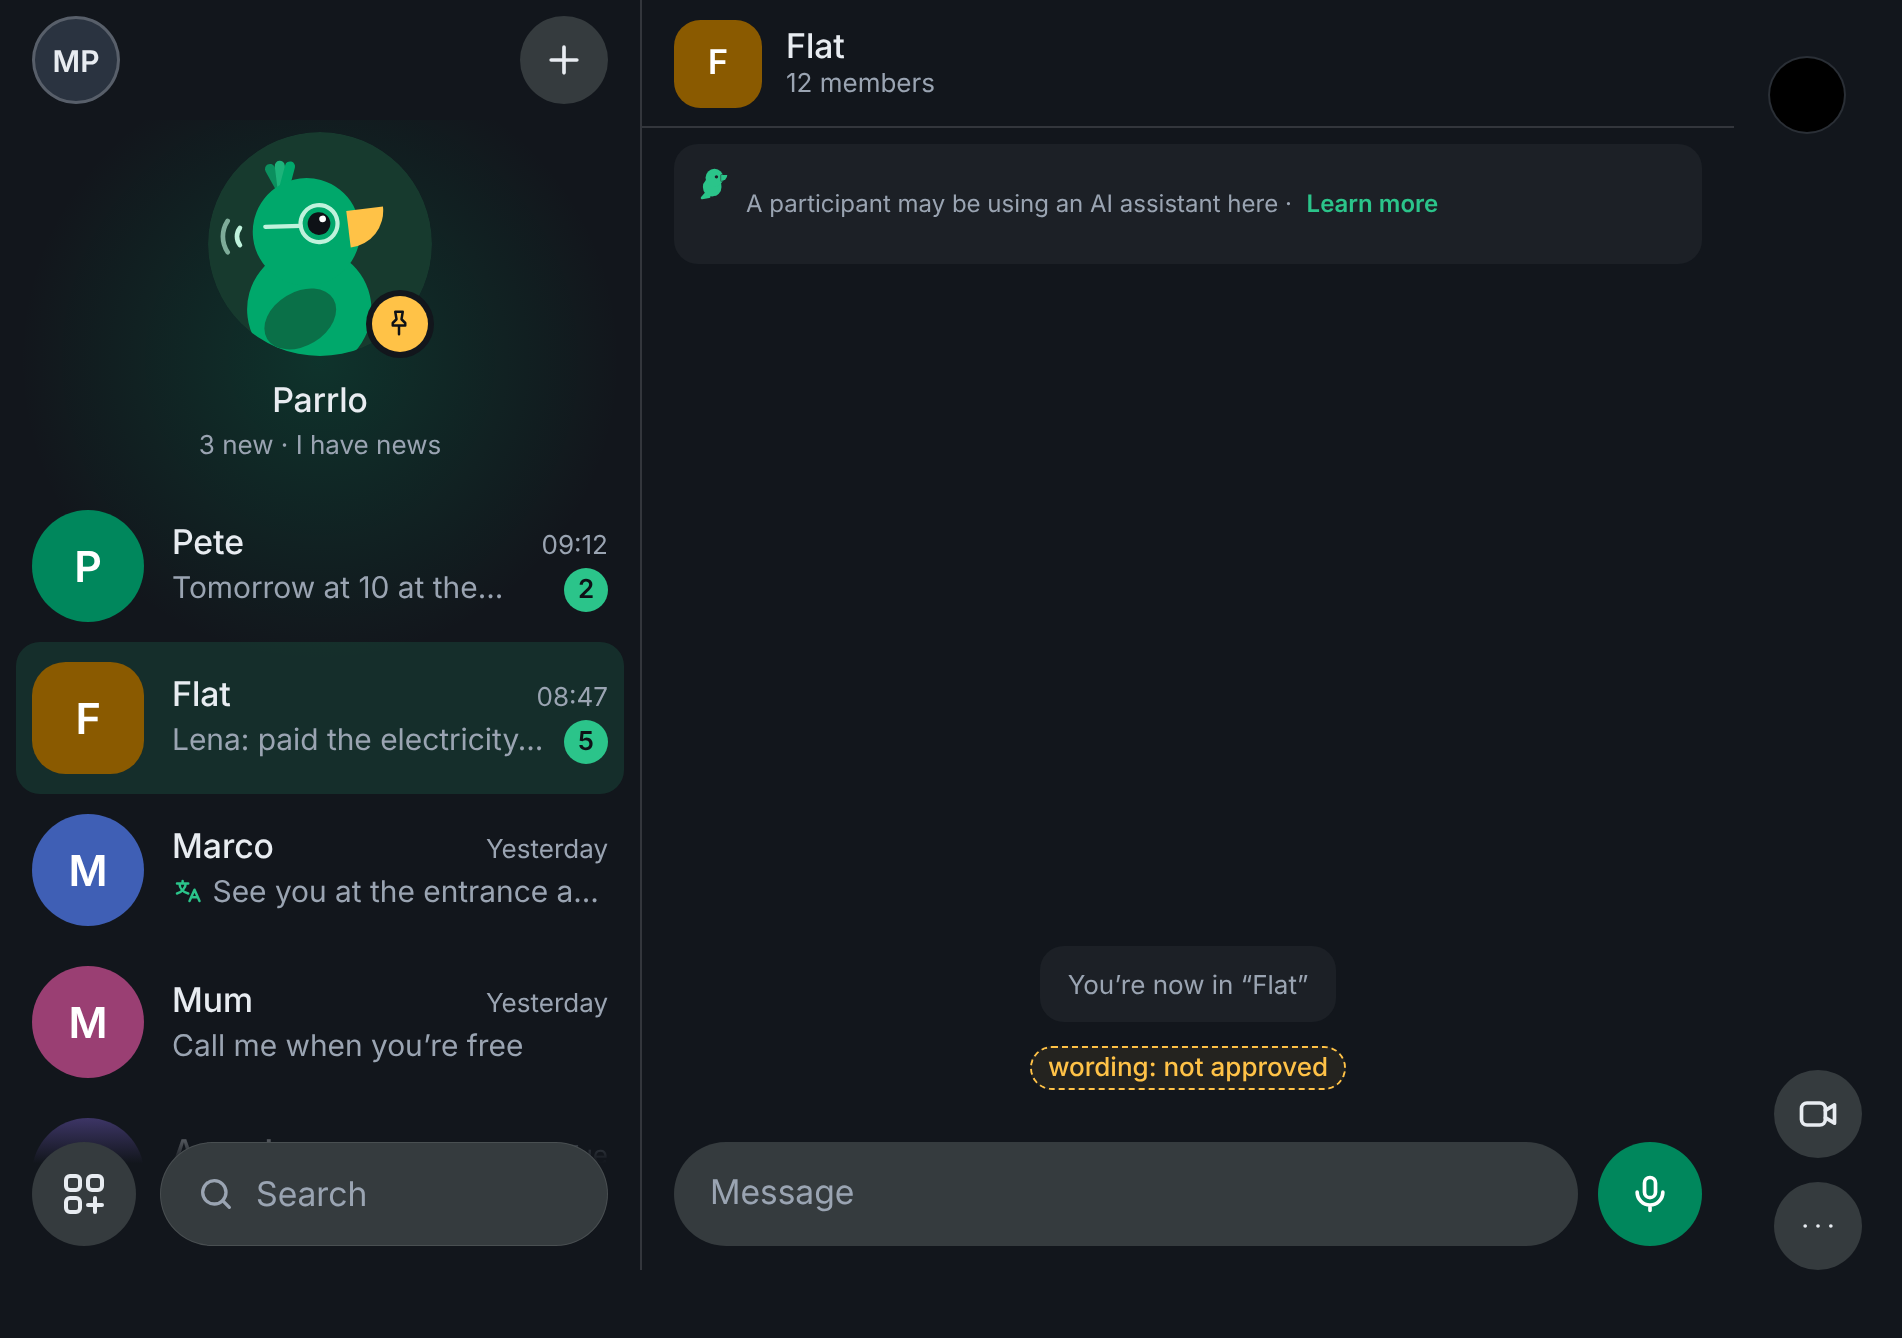 MP
Parrlo
3 new · I have news
P
Pete
09:12
Tomorrow at 10 at the...
2
F
Flat
08:47
Lena: paid the electricity...
5
M
Marco
Yesterday
See you at the entrance a...
M
Mum
Yesterday
Call me when you’re free
Search
F
Flat
12 members
A participant may be using an AI assistant here · Learn more
You’re now in “Flat”
wording: not approved
Message